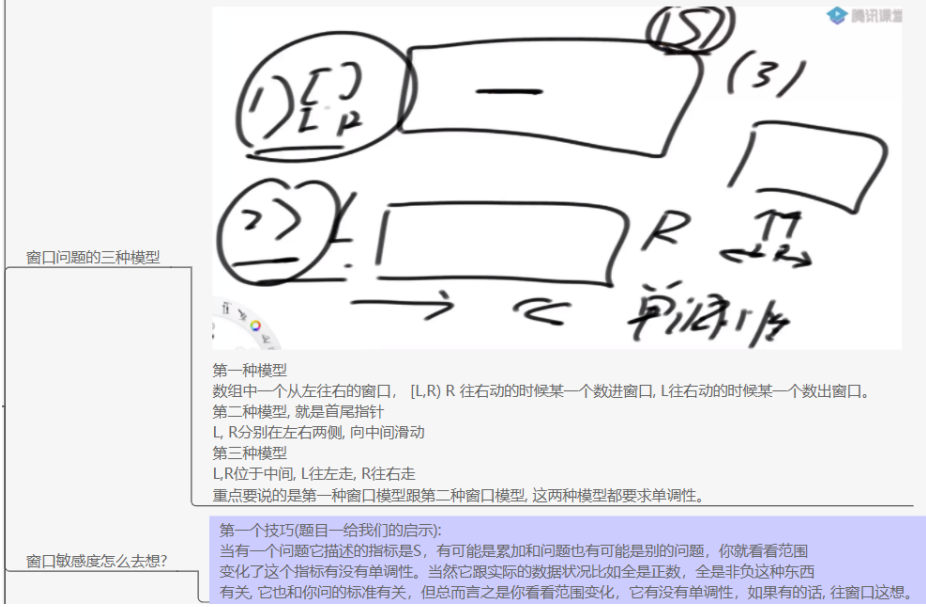 腾讯课堂
(S)
1) [ )
L R
(3)
2) L
R
L R
单调性
窗口问题的三种模型
第一种模型
数组中一个从左往右的窗口, [L,R) R 往右动的时候某一个数进窗口, L往右动的时候某一个数出窗口。
第二种模型, 就是首尾指针
L, R分别在左右两侧, 向中间滑动
第三种模型
L,R位于中间, L往左走, R往右走
重点要说的是第一种窗口模型跟第二种窗口模型, 这两种模型都要求单调性。
窗口敏感度怎么去想?
第一个技巧(题目一给我们的启示):
当有一个问题它描述的指标是S，有可能是累加和问题也有可能是别的问题，你就看看范围
变化了这个指标有没有单调性。当然它跟实际的数据状况比如全是正数，全是非负这种东西
有关, 它也和你问的标准有关，但总而言之是你看看范围变化，它有没有单调性，如果有的话, 往窗口这想。